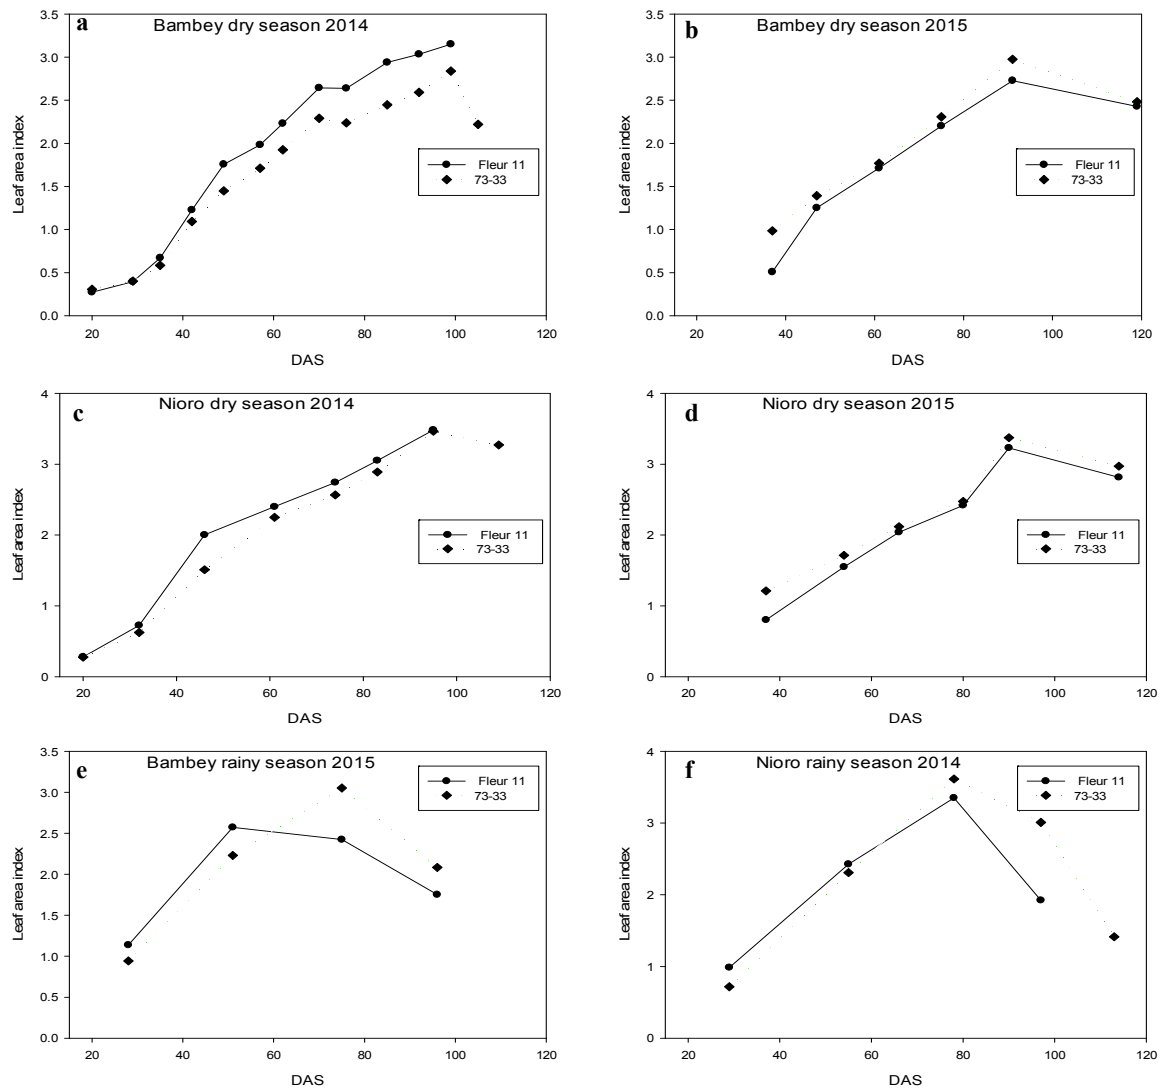 a Bambey dry season 2014
3.5
3.0
2.5
2.0
1.5
1.0
0.5
0.0
Leaf area index
Fleur 11
73-33
20 40 60 80 100 120
DAS
b Bambey dry season 2015
3.5
3.0
2.5
2.0
1.5
1.0
0.5
0.0
Leaf area index
Fleur 11
73-33
20 40 60 80 100 120
DAS
c Nioro dry season 2014
4
3
2
1
0
Leaf area index
Fleur 11
73-33
20 40 60 80 100 120
DAS
d Nioro dry season 2015
4
3
2
1
0
Leaf area index
Fleur 11
73-33
20 40 60 80 100 120
DAS
e Bambey rainy season 2015
3.5
3.0
2.5
2.0
1.5
1.0
0.5
0.0
Leaf area index
Fleur 11
73-33
20 40 60 80 100 120
DAS
f Nioro rainy season 2014
4
3
2
1
0
Leaf area index
Fleur 11
73-33
20 40 60 80 100 120
DAS